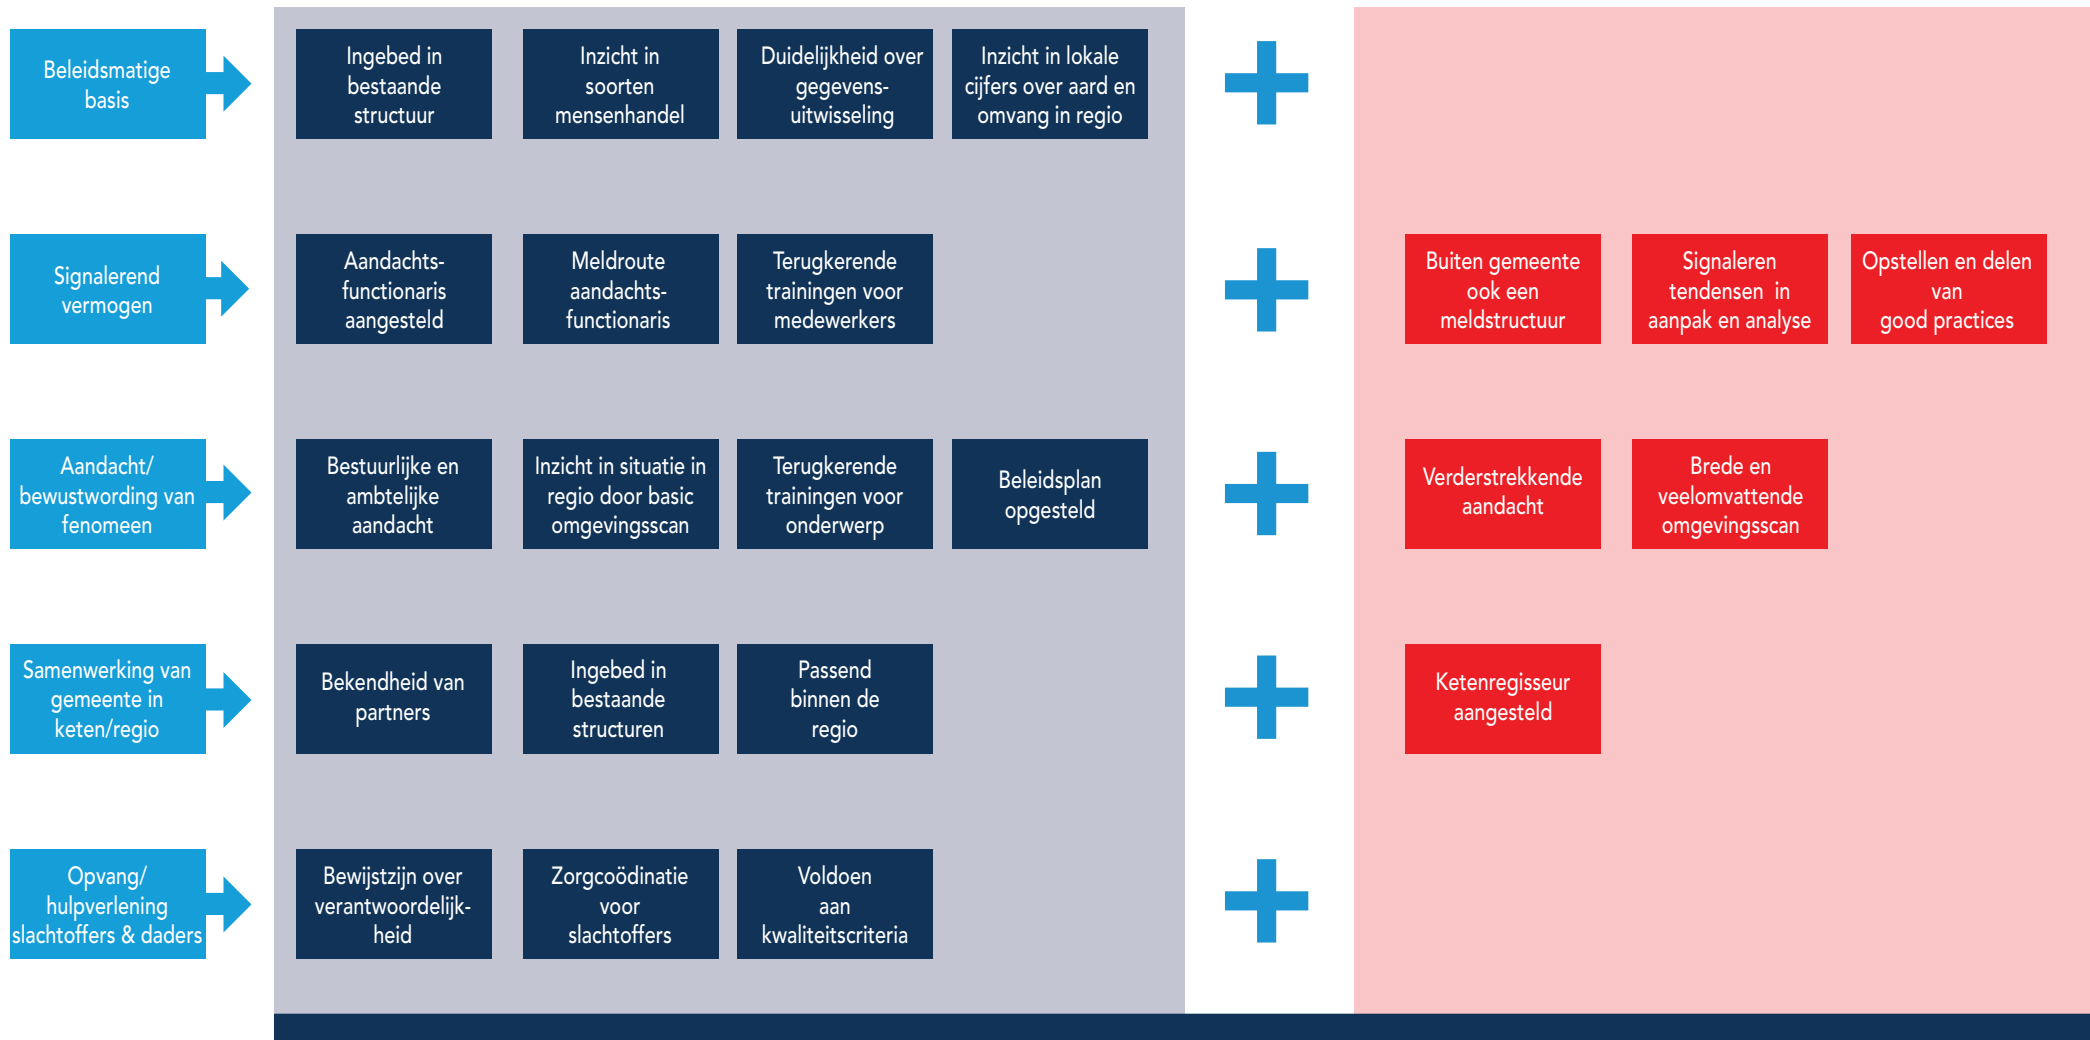 Beleidsmatige
basis
Ingebed in
bestaande
structuur
Inzicht in
soorten
mensenhandel
Duidelijkheid over
gegevens-
uitwisseling
Inzicht in lokale
cijfers over aard en
omvang in regio
Signalerend
vermogen
Aandachts-
functionaris
aangesteld
Meldroute
aandachts-
functionaris
Terugkerende
trainingen voor
medewerkers
Buiten gemeente
ook een
meldstructuur
Signaleren
tendensen in
aanpak en analyse
Opstellen en delen
van
good practices
Aandacht/
bewustwording van
fenomeen
Bestuurlijke en
ambtelijke
aandacht
Inzicht in situatie in
regio door basic
omgevingsscan
Terugkerende
trainingen voor
onderwerp
Beleidsplan
opgesteld
Verderstrekkende
aandacht
Brede en
veelomvattende
omgevingsscan
Samenwerking van
gemeente in
keten/regio
Bekendheid van
partners
Ingebed in
bestaande
structuren
Passend
binnen de
regio
Ketenregisseur
aangesteld
Opvang/
hulpverlening
slachtoffers & daders
Bewijstzijn over
verantwoordelijk-
heid
Zorgcoödinatie
voor
slachtoffers
Voldoen
aan
kwaliteitscriteria